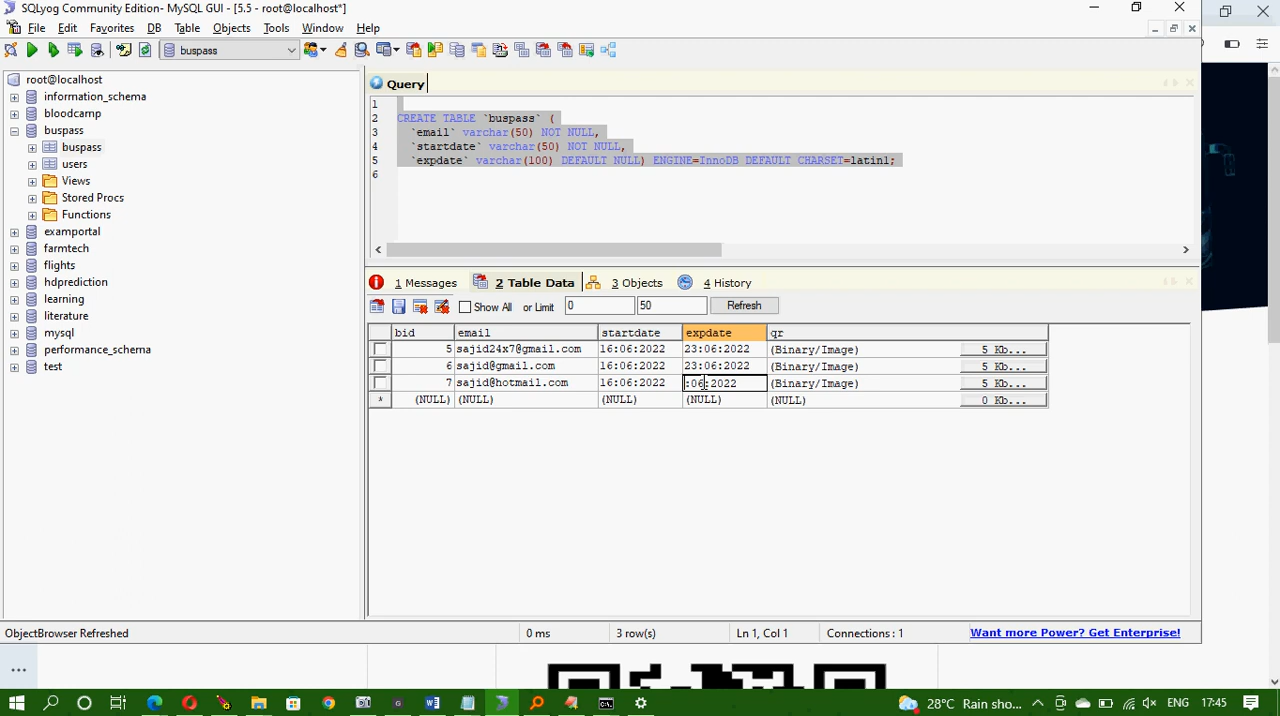 SQLyog Community Edition- MySQL GUI - [5.5 - root@localhost*]
File Edit Favorites DB Table Objects Tools Window Help
buspass
root@localhost
information_schema
bloodcamp
buspass
buspass
users
Views
Stored Procs
Functions
examportal
farmtech
flights
hdprediction
learning
literature
mysql
performance_schema
test
Query
1
2 CREATE TABLE `buspass` (
3 `email` varchar(50) NOT NULL,
4 `startdate` varchar(50) NOT NULL,
5 `expdate` varchar(100) DEFAULT NULL) ENGINE=InnoDB DEFAULT CHARSET=latin1;
6
1 Messages 2 Table Data 3 Objects 4 History
Show All or Limit 0 50 Refresh
bid email startdate expdate qr
5 sajid24x7@gmail.com 16:06:2022 23:06:2022 (Binary/Image) 5 Kb...
6 sajid@gmail.com 16:06:2022 23:06:2022 (Binary/Image) 5 Kb...
7 sajid@hotmail.com 16:06:2022 :06:2022 (Binary/Image) 5 Kb...
* (NULL) (NULL) (NULL) (NULL) (NULL) 0 Kb...
ObjectBrowser Refreshed 0 ms 3 row(s) Ln 1, Col 1 Connections : 1 Want more Power? Get Enterprise!
28°C Rain sho... ENG 17:45